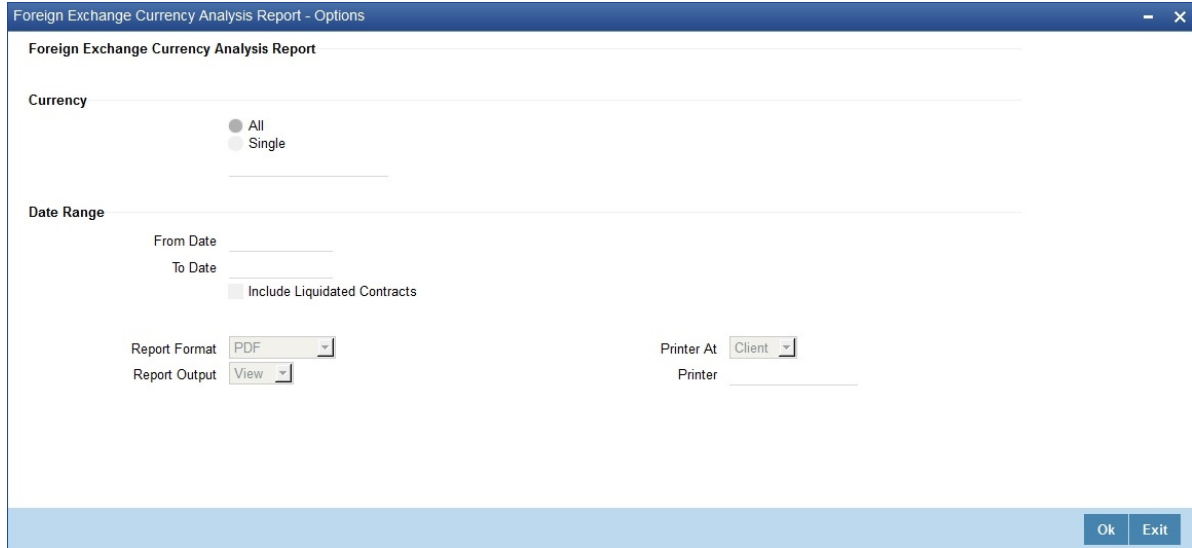 Foreign Exchange Currency Analysis Report - Options
Foreign Exchange Currency Analysis Report
Currency
All
Single
Date Range
From Date
To Date
Include Liquidated Contracts
Report Format PDF Printer At Client
Report Output View Printer
Ok Exit